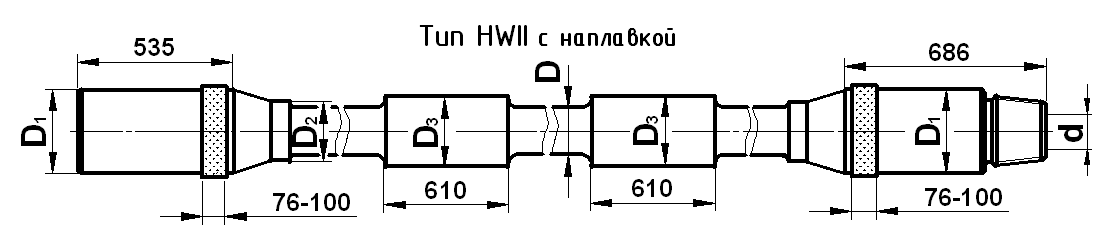 Тип HWII с наплавкой
535
686
D
D1
D2
D3
D3
D1
d
610
610
76-100
76-100